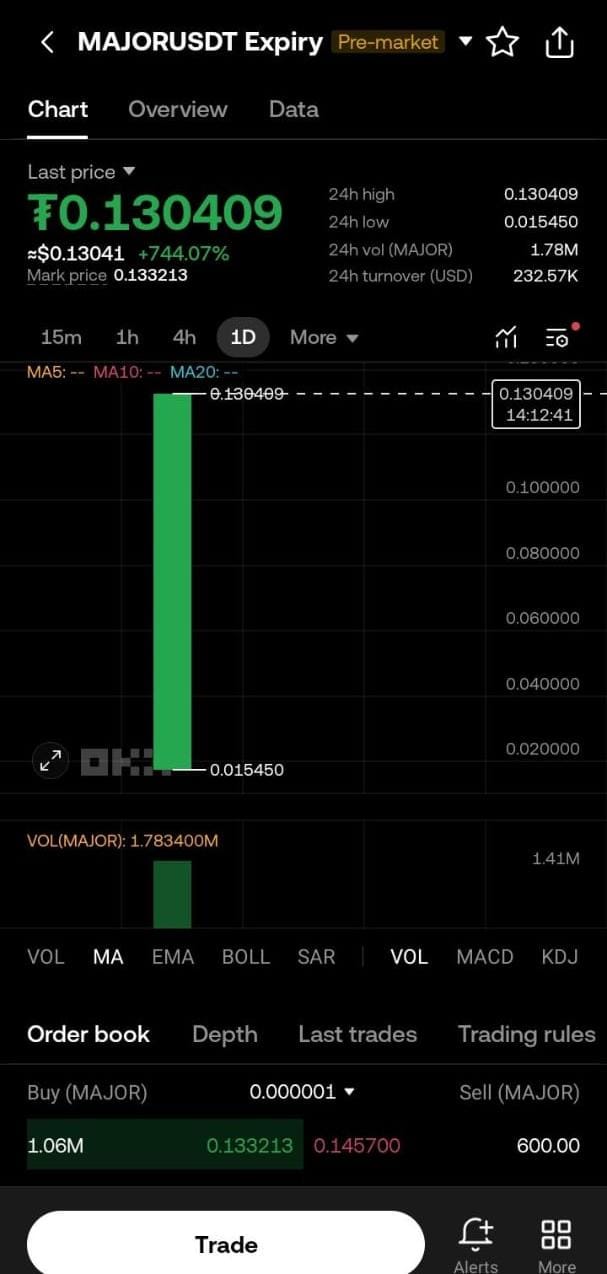 MAJORUSDT Expiry Pre-market
Chart Overview Data
Last price
₮0.130409
≈$0.13041 +744.07%
Mark price 0.133213
24h high 0.130409
24h low 0.015450
24h vol (MAJOR) 1.78M
24h turnover (USD) 232.57K
15m 1h 4h 1D More
MA5: -- MA10: -- MA20: --
0.130409
0.130409
14:12:41
0.100000
0.080000
0.060000
0.040000
0.020000
OKX
0.015450
VOL(MAJOR): 1.783400M
1.41M
VOL MA EMA BOLL SAR VOL MACD KDJ
Order book Depth Last trades Trading rules
Buy (MAJOR) 0.000001 Sell (MAJOR)
1.06M 0.133213 0.145700 600.00
Trade
Alerts More